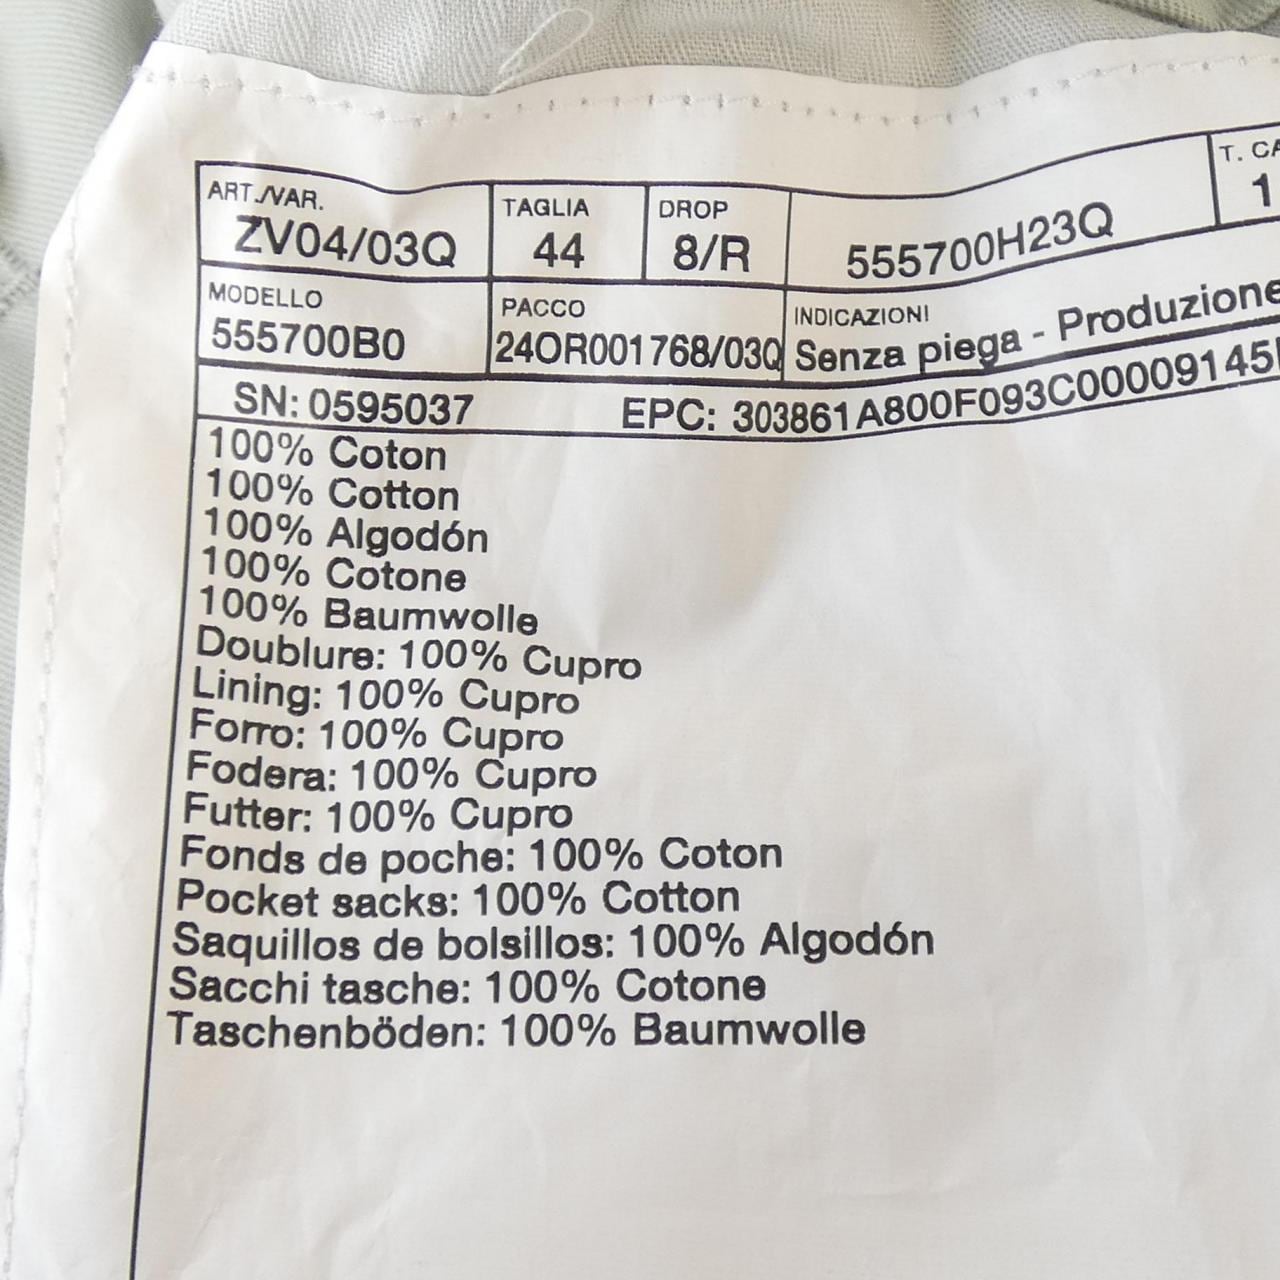 ART./VAR. TAGLIA DROP T. CA
ZV04/03Q 44 8/R 555700H23Q 1
MODELLO PACCO INDICAZIONI
555700B0 24OR001768/03Q Senza piega - Produzione
SN: 0595037 EPC: 303861A800F093C00009145
100% Coton
100% Cotton
100% Algodón
100% Cotone
100% Baumwolle
Doublure: 100% Cupro
Lining: 100% Cupro
Forro: 100% Cupro
Fodera: 100% Cupro
Futter: 100% Cupro
Fonds de poche: 100% Coton
Pocket sacks: 100% Cotton
Saquillos de bolsillos: 100% Algodón
Sacchi tasche: 100% Cotone
Taschenböden: 100% Baumwolle